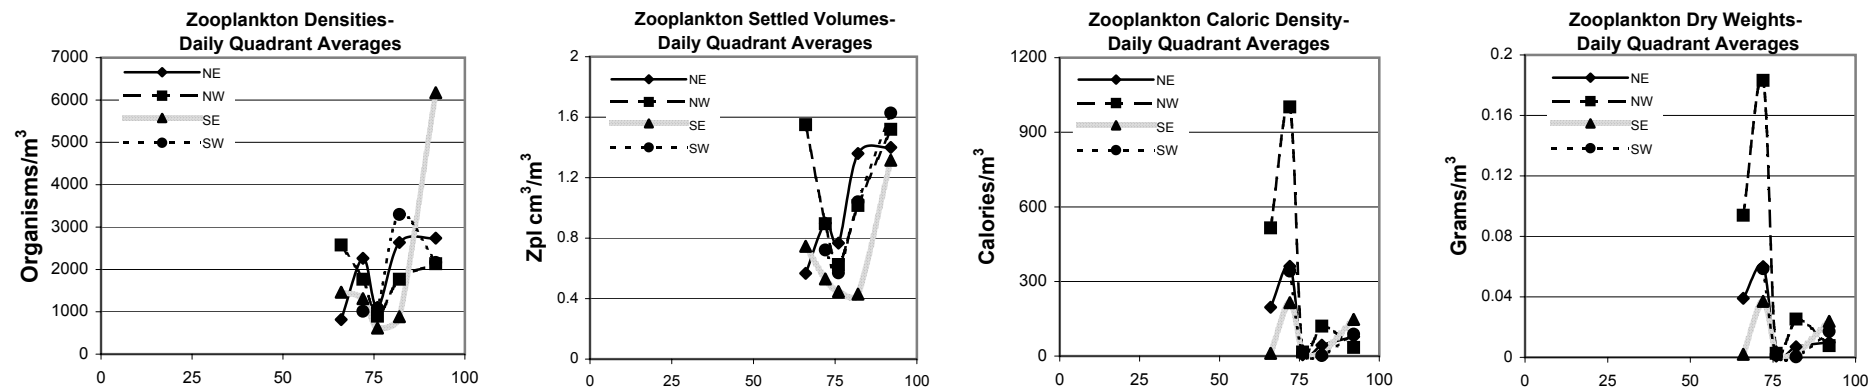 Zooplankton Densities-
Daily Quadrant Averages
7000
6000
5000
4000
3000
2000
1000
0
0 25 50 75 100
Organisms/m³
NE
NW
SE
SW
Zooplankton Settled Volumes-
Daily Quadrant Averages
2
1.6
1.2
0.8
0.4
0
0 25 50 75 100
Zpl cm³/m³
NE
NW
SE
SW
Zooplankton Caloric Density-
Daily Quadrant Averages
1200
900
600
300
0
0 25 50 75 100
Calories/m³
NE
NW
SE
SW
Zooplankton Dry Weights-
Daily Quadrant Averages
0.2
0.16
0.12
0.08
0.04
0
0 25 50 75 100
Grams/m³
NE
NW
SE
SW